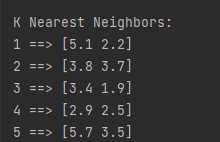 K Nearest Neighbors:
1 ==> [5.1 2.2]
2 ==> [3.8 3.7]
3 ==> [3.4 1.9]
4 ==> [2.9 2.5]
5 ==> [5.7 3.5]